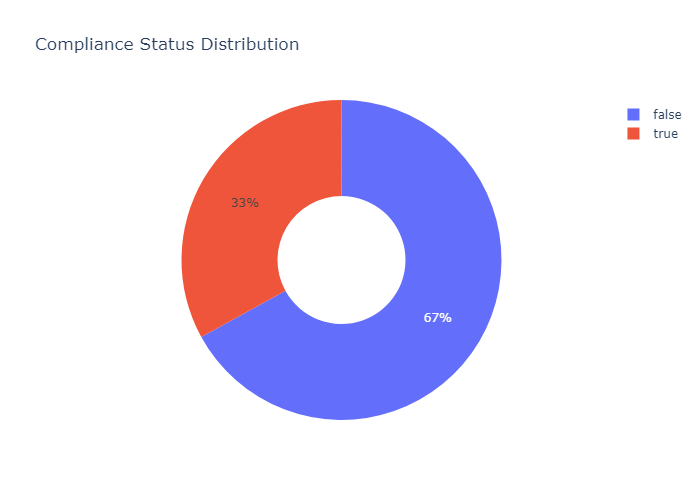 Compliance Status Distribution
false
true
33%
67%